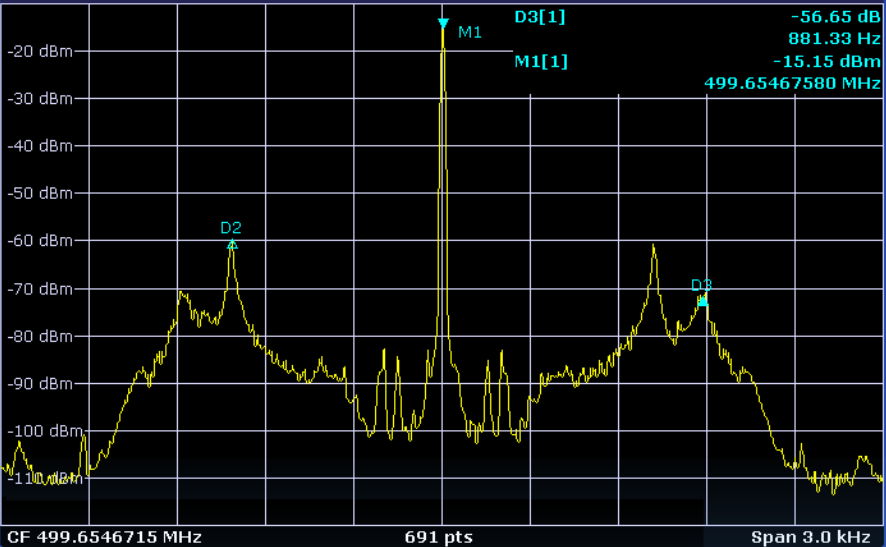 D3[1] -56.65 dB
881.33 Hz
M1[1] -15.15 dBm
499.65467580 MHz
M1
-20 dBm
-30 dBm
-40 dBm
-50 dBm
D2
-60 dBm
D3
-70 dBm
-80 dBm
-90 dBm
-100 dBm
-110 dBm
CF 499.6546715 MHz 691 pts Span 3.0 kHz